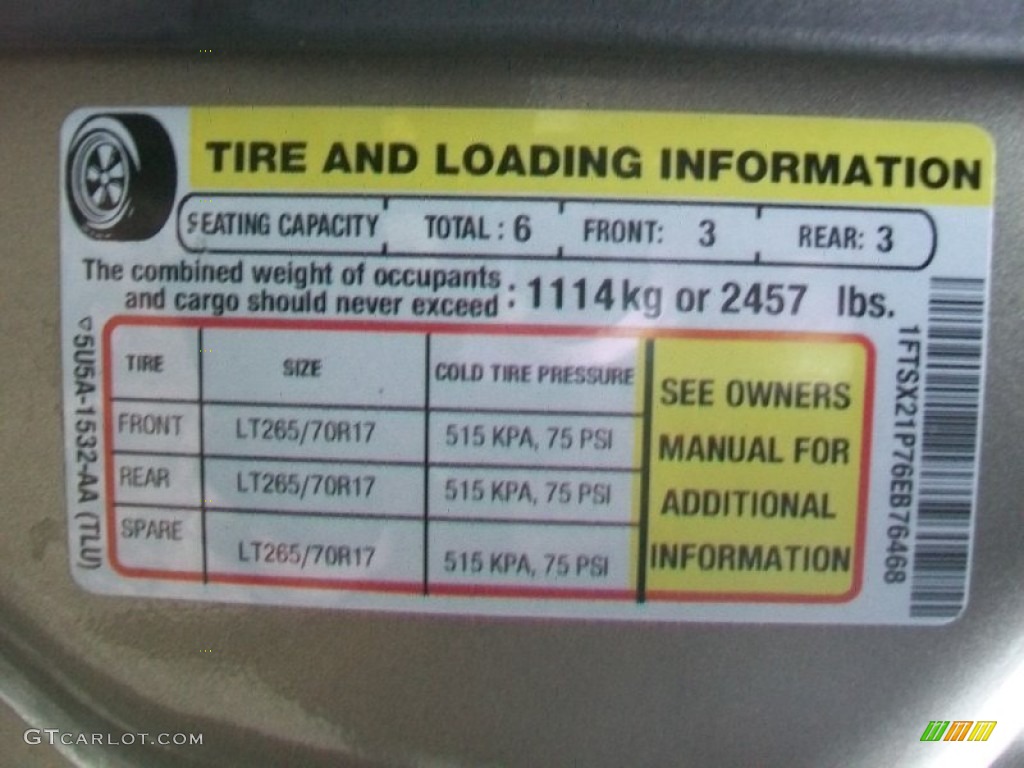 TIRE AND LOADING INFORMATION
SEATING CAPACITY TOTAL : 6 FRONT: 3 REAR: 3
The combined weight of occupants
and cargo should never exceed : 1114kg or 2457 lbs.
TIRE SIZE COLD TIRE PRESSURE
FRONT LT265/70R17 515 KPA, 75 PSI
REAR LT265/70R17 515 KPA, 75 PSI
SPARE LT265/70R17 515 KPA, 75 PSI
SEE OWNERS
MANUAL FOR
ADDITIONAL
INFORMATION
5U5A-1532-AA (TLU)
1FTSX21P76EB76468
GTCARLOT.COM